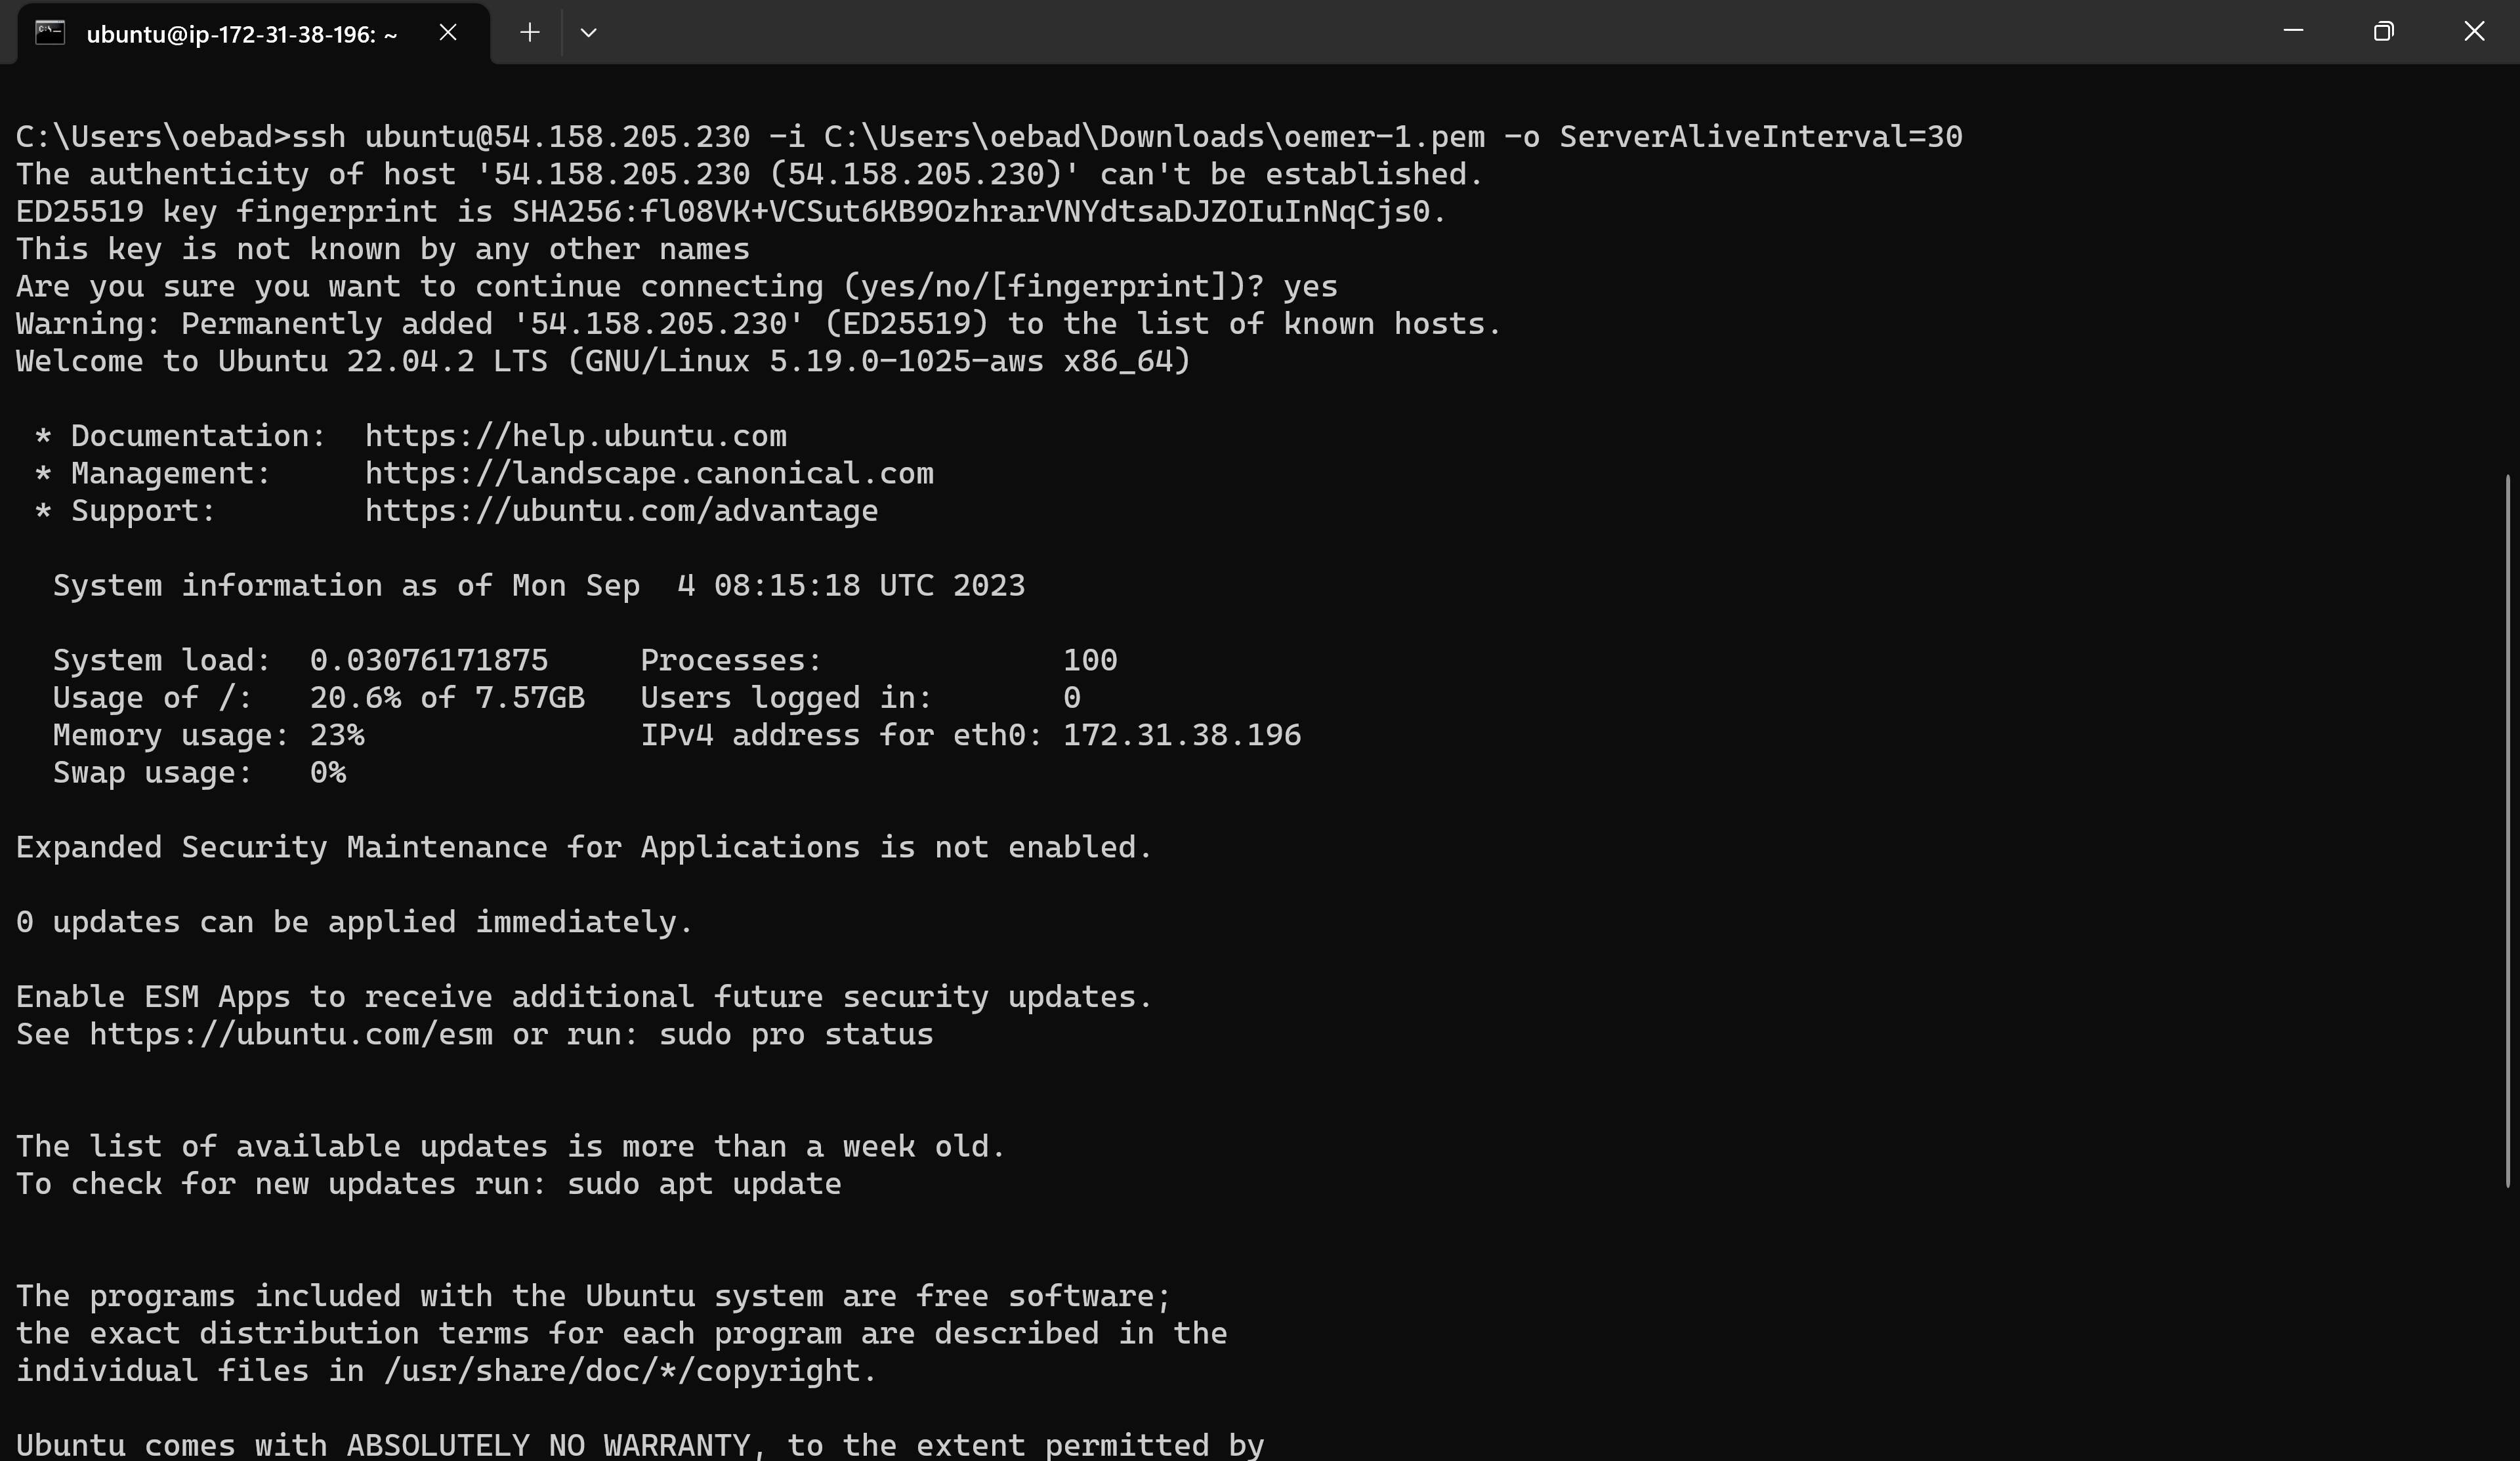 ubuntu@ip-172-31-38-196: ~
C:\Users\oebad>ssh ubuntu@54.158.205.230 -i C:\Users\oebad\Downloads\oemer-1.pem -o ServerAliveInterval=30
The authenticity of host '54.158.205.230 (54.158.205.230)' can't be established.
ED25519 key fingerprint is SHA256:fl08VK+VCSut6KB9OzhrarVNYdtsaDJZOIuInNqCjs0.
This key is not known by any other names
Are you sure you want to continue connecting (yes/no/[fingerprint])? yes
Warning: Permanently added '54.158.205.230' (ED25519) to the list of known hosts.
Welcome to Ubuntu 22.04.2 LTS (GNU/Linux 5.19.0-1025-aws x86_64)
* Documentation:  https://help.ubuntu.com
* Management:     https://landscape.canonical.com
* Support:        https://ubuntu.com/advantage
System information as of Mon Sep  4 08:15:18 UTC 2023
System load:  0.03076171875     Processes:             100
Usage of /:   20.6% of 7.57GB   Users logged in:       0
Memory usage: 23%               IPv4 address for eth0: 172.31.38.196
Swap usage:   0%
Expanded Security Maintenance for Applications is not enabled.
0 updates can be applied immediately.
Enable ESM Apps to receive additional future security updates.
See https://ubuntu.com/esm or run: sudo pro status
The list of available updates is more than a week old.
To check for new updates run: sudo apt update
The programs included with the Ubuntu system are free software;
the exact distribution terms for each program are described in the
individual files in /usr/share/doc/*/copyright.
Ubuntu comes with ABSOLUTELY NO WARRANTY, to the extent permitted by